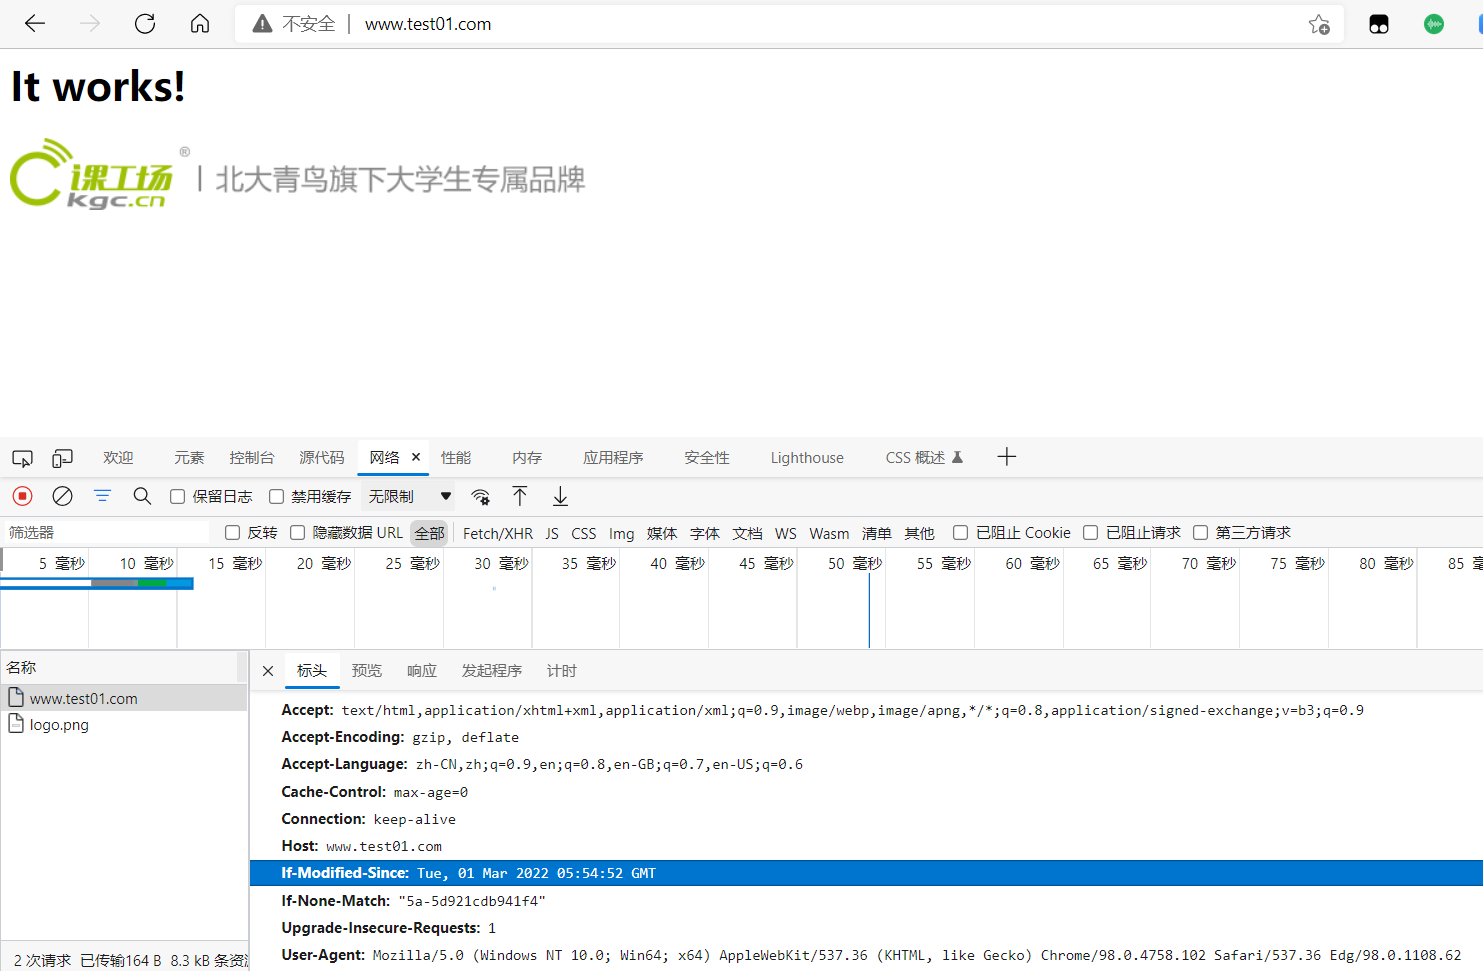 不安全 | www.test01.com
It works!
课工场® kgc.cn | 北大青鸟旗下大学生专属品牌
欢迎 元素 控制台 源代码 网络 × 性能 内存 应用程序 安全性 Lighthouse CSS 概述
保留日志 禁用缓存 无限制
筛选器 反转 隐藏数据 URL 全部 Fetch/XHR JS CSS Img 媒体 字体 文档 WS Wasm 清单 其他 已阻止 Cookie 已阻止请求 第三方请求
5 毫秒 10 毫秒 15 毫秒 20 毫秒 25 毫秒 30 毫秒 35 毫秒 40 毫秒 45 毫秒 50 毫秒 55 毫秒 60 毫秒 65 毫秒 70 毫秒 75 毫秒 80 毫秒 85
名称
www.test01.com
logo.png
2 次请求 已传输164 B 8.3 kB 条资
× 标头 预览 响应 发起程序 计时
Accept: text/html,application/xhtml+xml,application/xml;q=0.9,image/webp,image/apng,*/*;q=0.8,application/signed-exchange;v=b3;q=0.9
Accept-Encoding: gzip, deflate
Accept-Language: zh-CN,zh;q=0.9,en;q=0.8,en-GB;q=0.7,en-US;q=0.6
Cache-Control: max-age=0
Connection: keep-alive
Host: www.test01.com
If-Modified-Since: Tue, 01 Mar 2022 05:54:52 GMT
If-None-Match: "5a-5d921cdb941f4"
Upgrade-Insecure-Requests: 1
User-Agent: Mozilla/5.0 (Windows NT 10.0; Win64; x64) AppleWebKit/537.36 (KHTML, like Gecko) Chrome/98.0.4758.102 Safari/537.36 Edg/98.0.1108.62